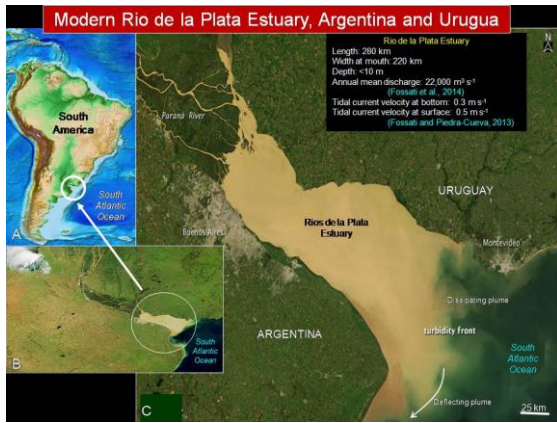 Modern Rio de la Plata Estuary, Argentina and Urugua
Rio de la Plata Estuary
Length: 280 km
Width at mouth: 220 km
Depth: <10 m
Annual mean discharge: 22,000 m³ s⁻¹
(Fossati et al., 2014)
Tidal current velocity at bottom: 0.3 m s⁻¹
Tidal current velocity at surface: 0.5 m s⁻¹
(Fossati and Piedra-Cueva, 2013)
N
South
America
South
Atlantic
Ocean
A
Paraná River
URUGUAY
Buenos Aires
Rios de la Plata
Estuary
Montevideo
Dissipating plume
turbidity front
South
Atlantic
Ocean
ARGENTINA
Deflecting plume
25 km
South
Atlantic
Ocean
B
C